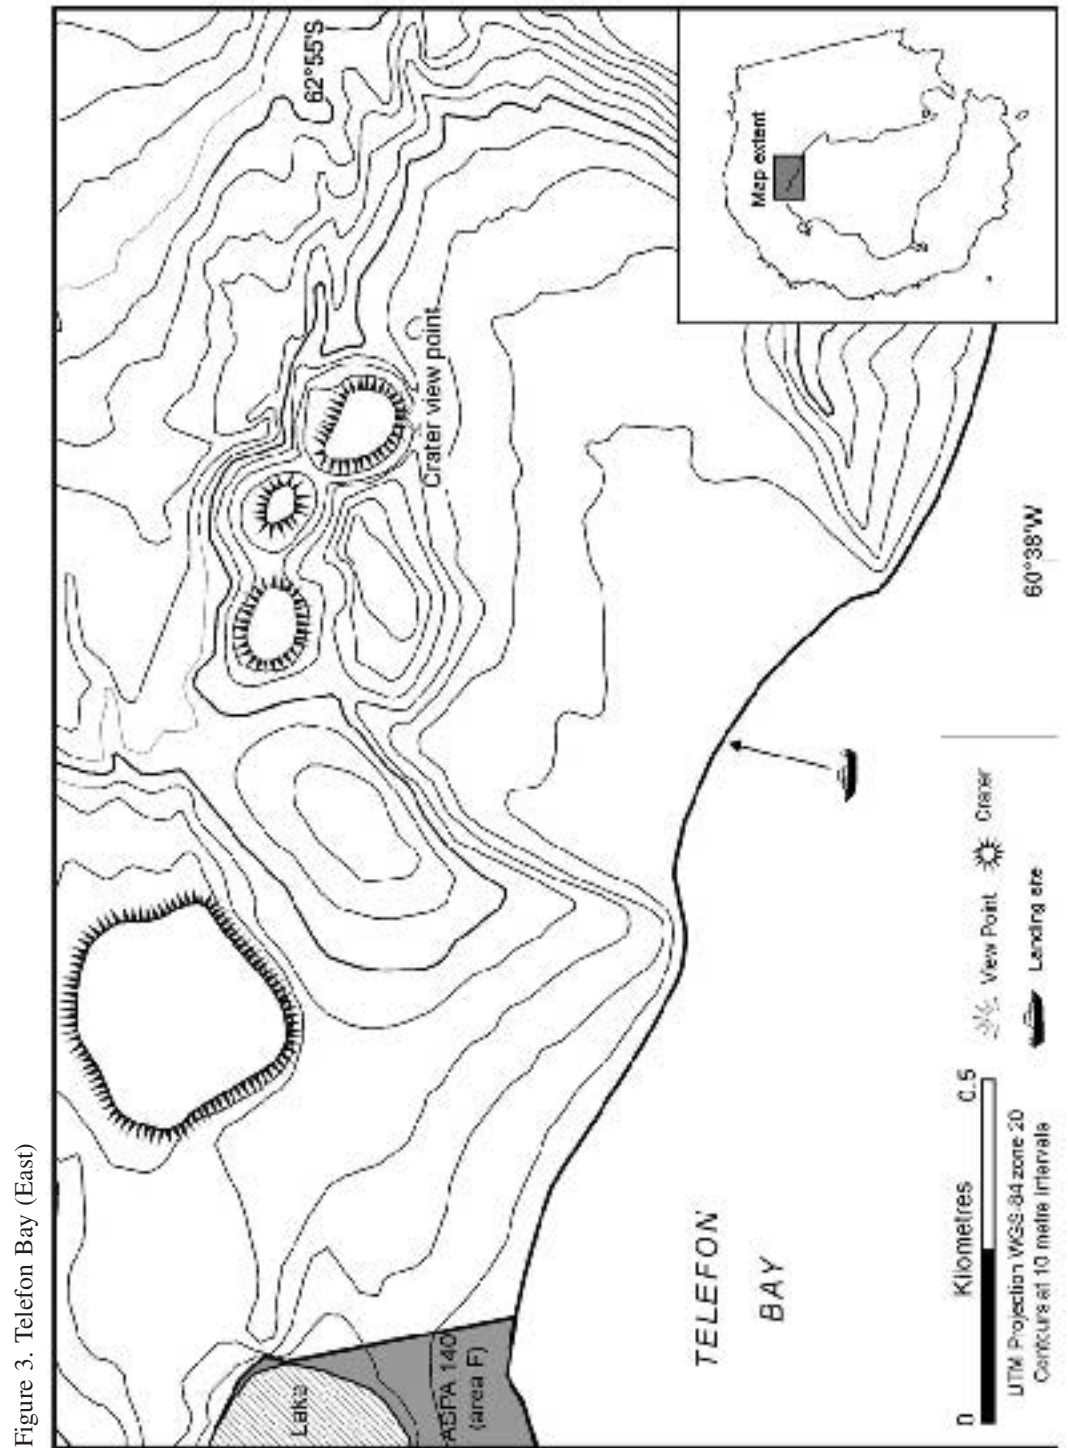 Figure 3. Telefon Bay (East)
62°55'S
Crater view point
Map extent
Lake
ASPA 140
(area F)
TELEFON
BAY
60°38'W
0 Kilometres 0.5
View Point
Crater
Landing site
UTM Projection WGS-84 zone 20
Contours at 10 metre intervals